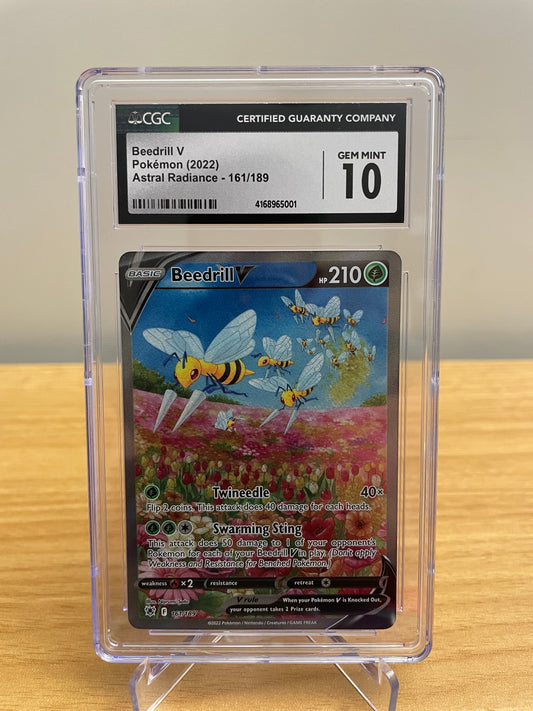 CGC
CERTIFIED GUARANTY COMPANY
Beedrill V
Pokémon (2022)
Astral Radiance - 161/189
GEM MINT
10
4168965001
BASIC
Beedrill V
HP 210
Twineedle 40×
Flip 2 coins. This attack does 40 damage for each heads.
Swarming Sting
This attack does 50 damage to 1 of your opponent's
Pokémon for each of your Beedrill V in play. (Don't apply
Weakness and Resistance for Benched Pokémon.)
weakness ×2 resistance retreat
V rule
When your Pokémon V is Knocked Out,
your opponent takes 2 Prize cards.
F 161/189
©2022 Pokémon / Nintendo / Creatures / GAME FREAK